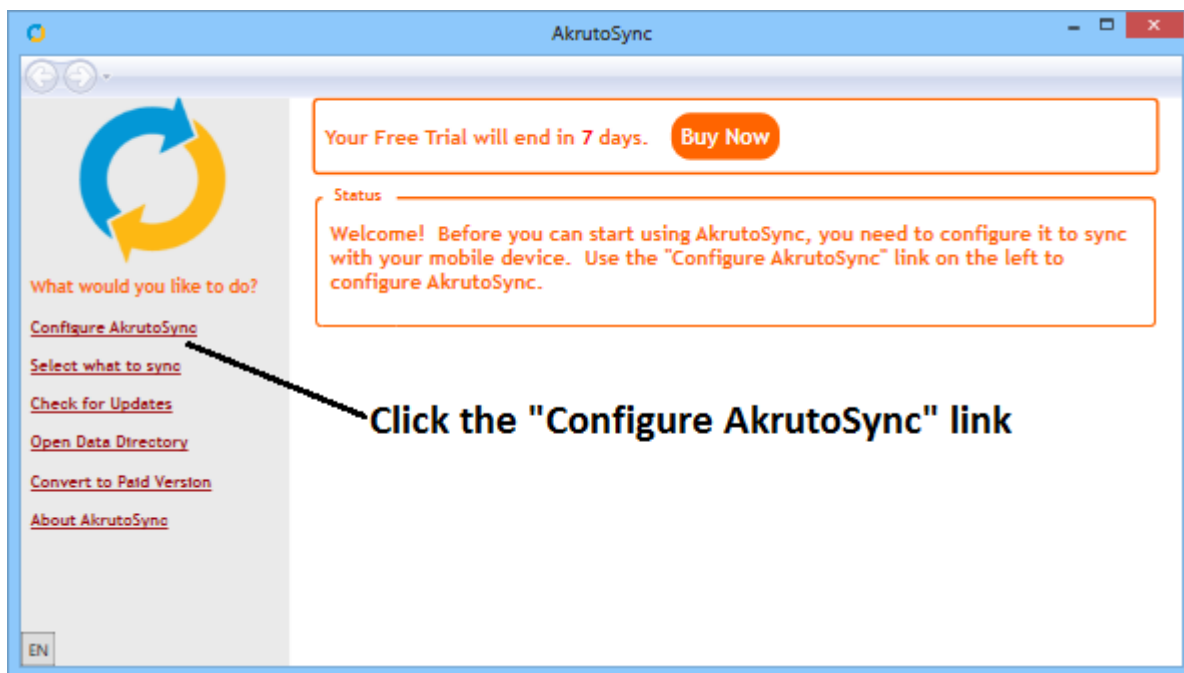 AkrutoSync
Your Free Trial will end in 7 days. Buy Now
Status
Welcome!  Before you can start using AkrutoSync, you need to configure it to sync
with your mobile device.  Use the "Configure AkrutoSync" link on the left to
configure AkrutoSync.
What would you like to do?
Configure AkrutoSync
Select what to sync
Check for Updates
Open Data Directory
Convert to Paid Version
About AkrutoSync
Click the "Configure AkrutoSync" link
EN